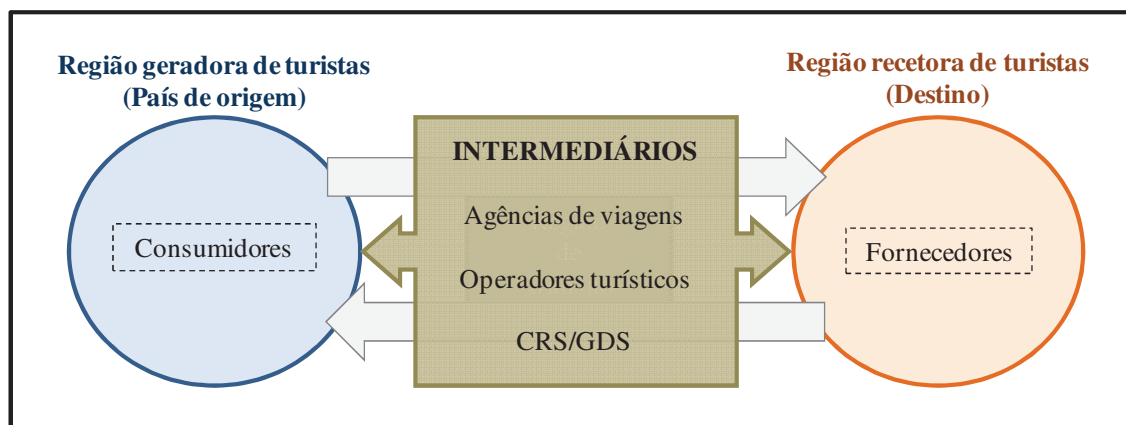 Região geradora de turistas
(País de origem)
Região recetora de turistas
(Destino)
INTERMEDIÁRIOS
Agências de viagens
Consumidores
Fornecedores
de
Operadores turísticos
CRS/GDS